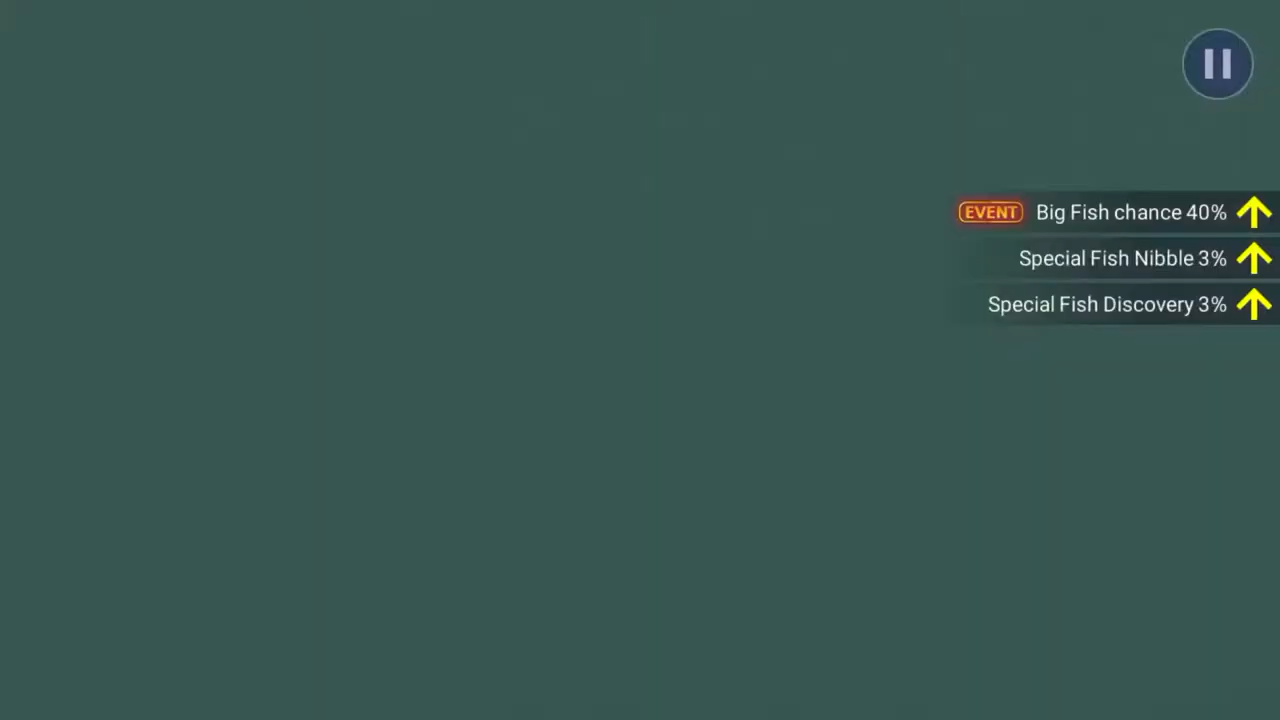 EVENT Big Fish chance 40%
Special Fish Nibble 3%
Special Fish Discovery 3%